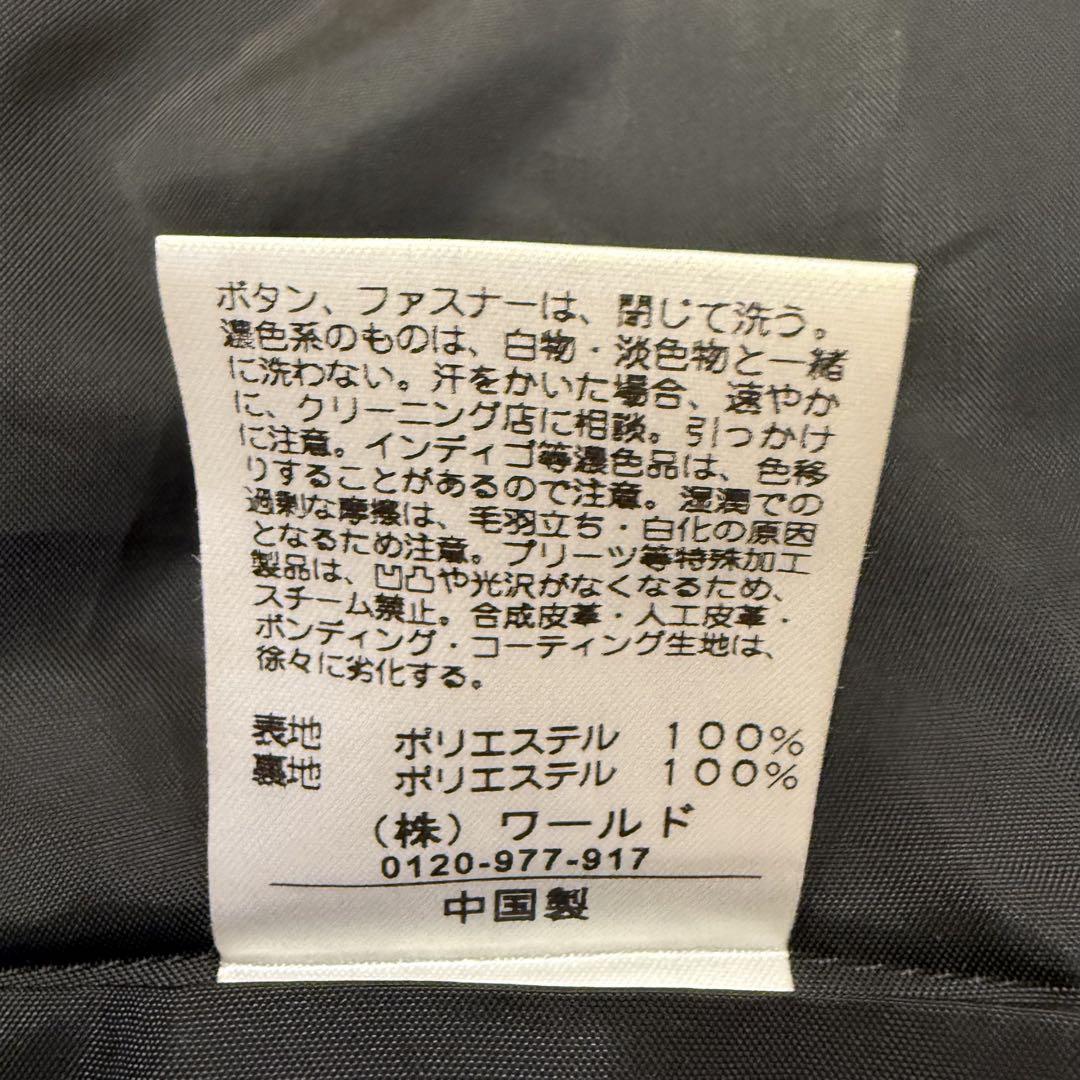 ボタン、ファスナーは、閉じて洗う。
濃色系のものは、白物・淡色物と一緒
に洗わない。汗をかいた場合、速やか
に、クリーニング店に相談。引っかけ
に注意。インディゴ等濃色品は、色移
りすることがあるので注意。湿潤での
過剰な摩擦は、毛羽立ち・白化の原因
となるため注意。プリーツ等特殊加工
製品は、凹凸や光沢がなくなるため、
スチーム禁止。合成皮革・人工皮革・
ボンディング・コーティング生地は、
徐々に劣化する。
表地 ポリエステル 100%
裏地 ポリエステル 100%
(株)ワールド
0120-977-917
中国製